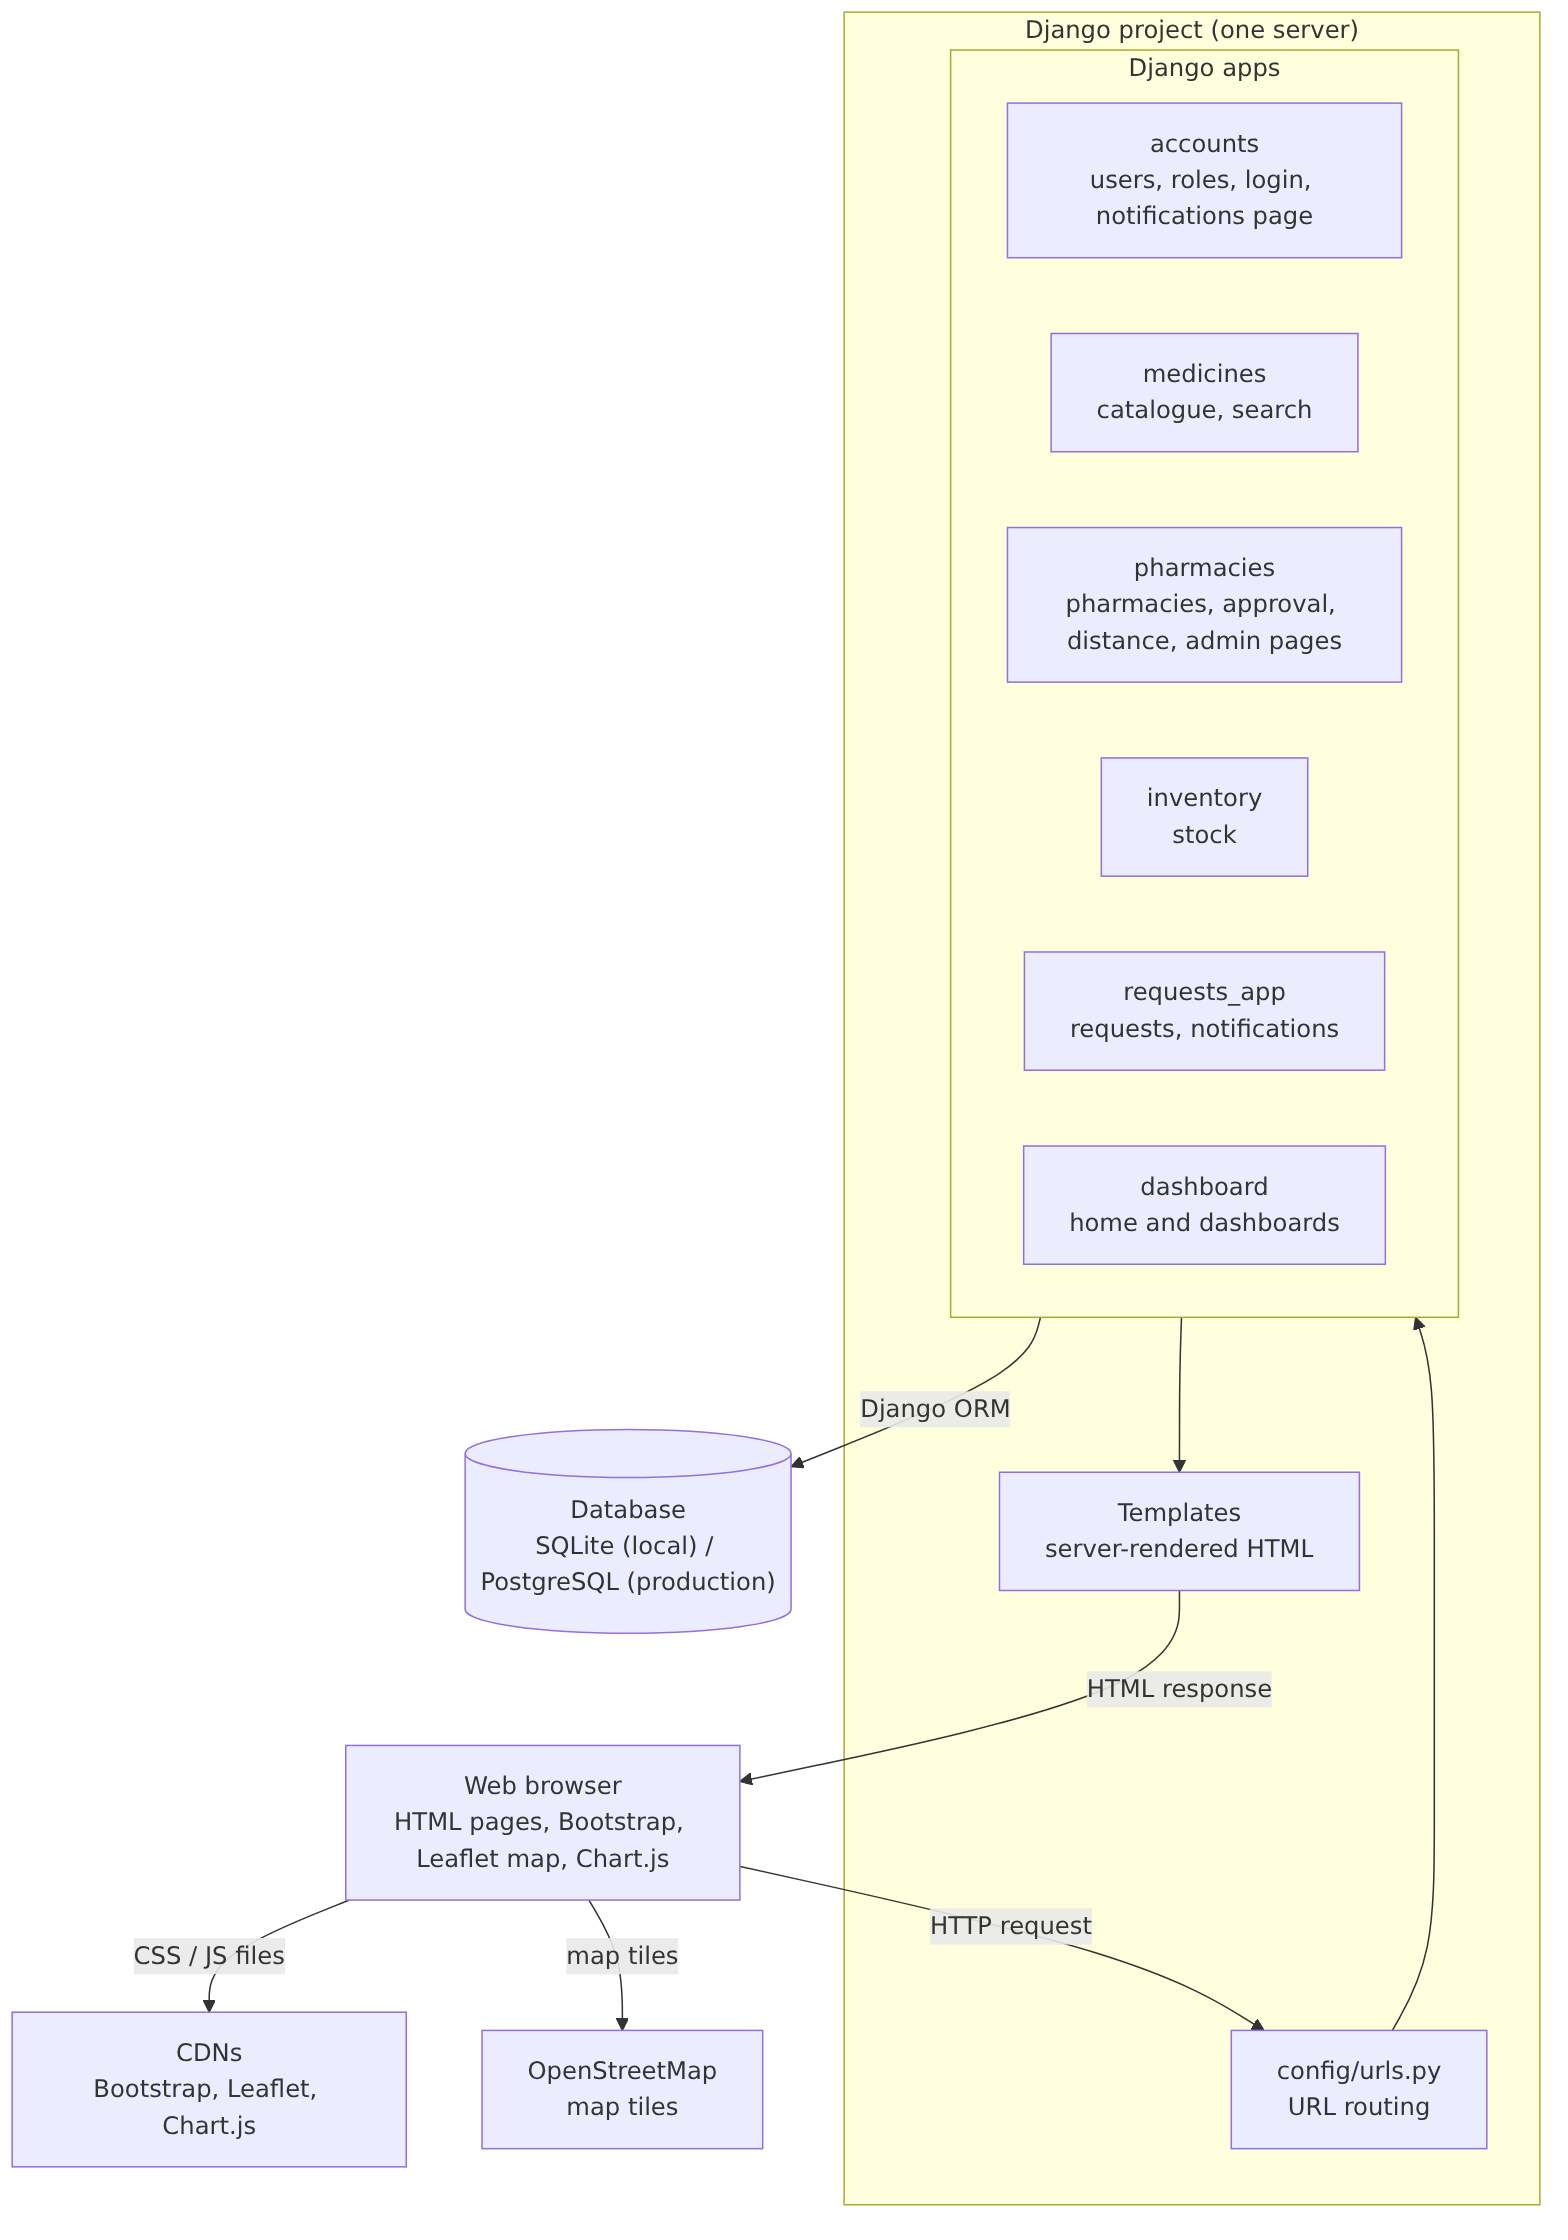 Django project (one server)
Django apps
accounts
users, roles, login,
notifications page
medicines
catalogue, search
pharmacies
pharmacies, approval,
distance, admin pages
inventory
stock
requests_app
requests, notifications
dashboard
home and dashboards
Django ORM
Database
SQLite (local) /
PostgreSQL (production)
Templates
server-rendered HTML
HTML response
Web browser
HTML pages, Bootstrap,
Leaflet map, Chart.js
HTTP request
CSS / JS files
map tiles
CDNs
Bootstrap, Leaflet,
Chart.js
OpenStreetMap
map tiles
config/urls.py
URL routing